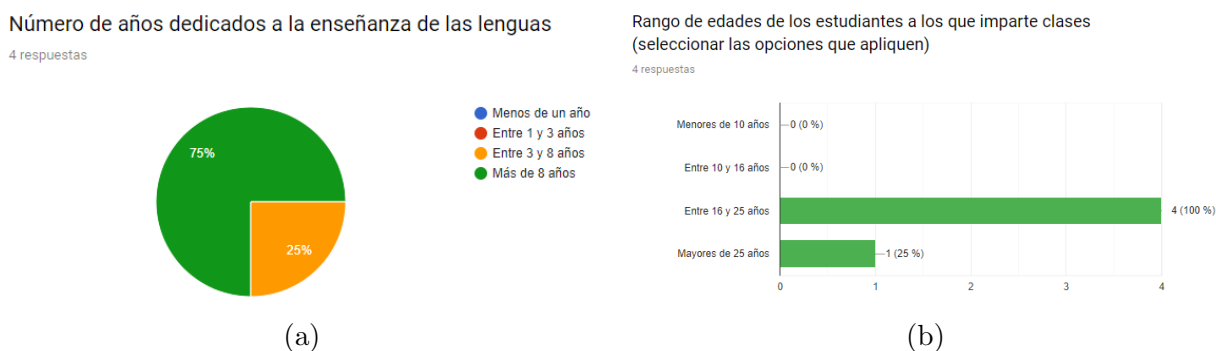 Número de años dedicados a la enseñanza de las lenguas
4 respuestas
75%
25%
Menos de un año
Entre 1 y 3 años
Entre 3 y 8 años
Más de 8 años
(a)
Rango de edades de los estudiantes a los que imparte clases
(seleccionar las opciones que apliquen)
4 respuestas
Menores de 10 años 0 (0 %)
Entre 10 y 16 años 0 (0 %)
Entre 16 y 25 años 4 (100 %)
Mayores de 25 años 1 (25 %)
0 1 2 3 4
(b)